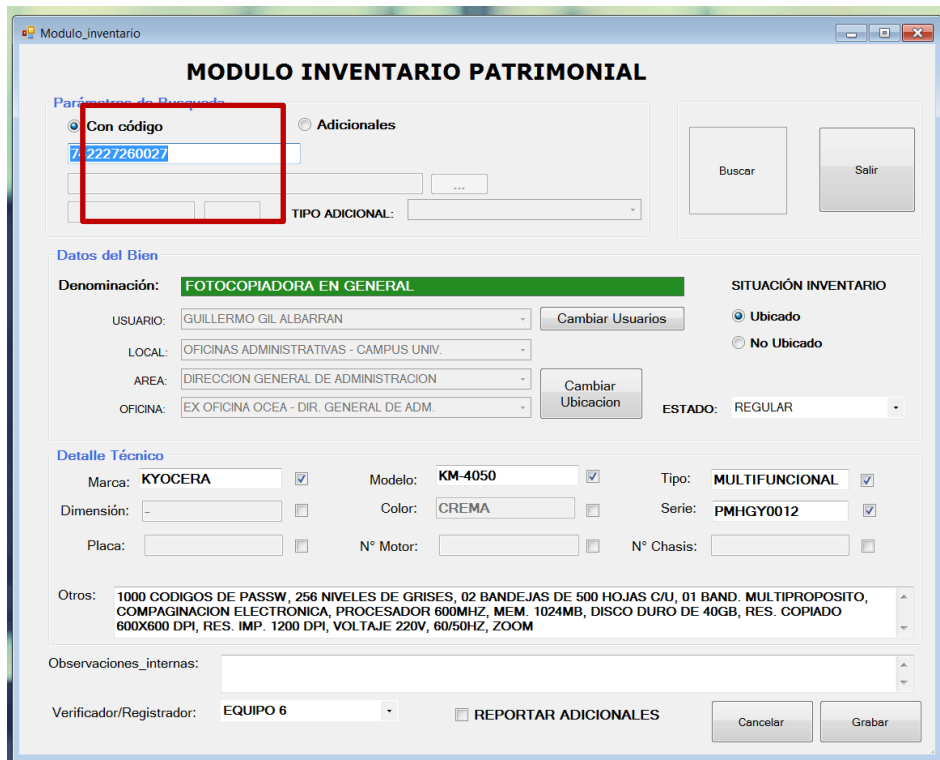 Modulo_inventario
MODULO INVENTARIO PATRIMONIAL
Parámetros de Busqueda
Con código
Adicionales
742227260027
...
TIPO ADICIONAL:
Buscar
Salir
Datos del Bien
Denominación: FOTOCOPIADORA EN GENERAL
SITUACIÓN INVENTARIO
USUARIO: GUILLERMO GIL ALBARRAN
Cambiar Usuarios
Ubicado
LOCAL: OFICINAS ADMINISTRATIVAS - CAMPUS UNIV.
No Ubicado
AREA: DIRECCION GENERAL DE ADMINISTRACION
Cambiar
Ubicacion
OFICINA: EX OFICINA OCEA - DIR. GENERAL DE ADM.
ESTADO: REGULAR
Detalle Técnico
Marca: KYOCERA Modelo: KM-4050 Tipo: MULTIFUNCIONAL
Dimensión: - Color: CREMA Serie: PMHGY0012
Placa: N° Motor: N° Chasis:
Otros: 1000 CODIGOS DE PASSW, 256 NIVELES DE GRISES, 02 BANDEJAS DE 500 HOJAS C/U, 01 BAND. MULTIPROPOSITO,
COMPAGINACION ELECTRONICA, PROCESADOR 600MHZ, MEM. 1024MB, DISCO DURO DE 40GB, RES. COPIADO
600X600 DPI, RES. IMP. 1200 DPI, VOLTAJE 220V, 60/50HZ, ZOOM
Observaciones_internas:
Verificador/Registrador: EQUIPO 6
REPORTAR ADICIONALES
Cancelar
Grabar